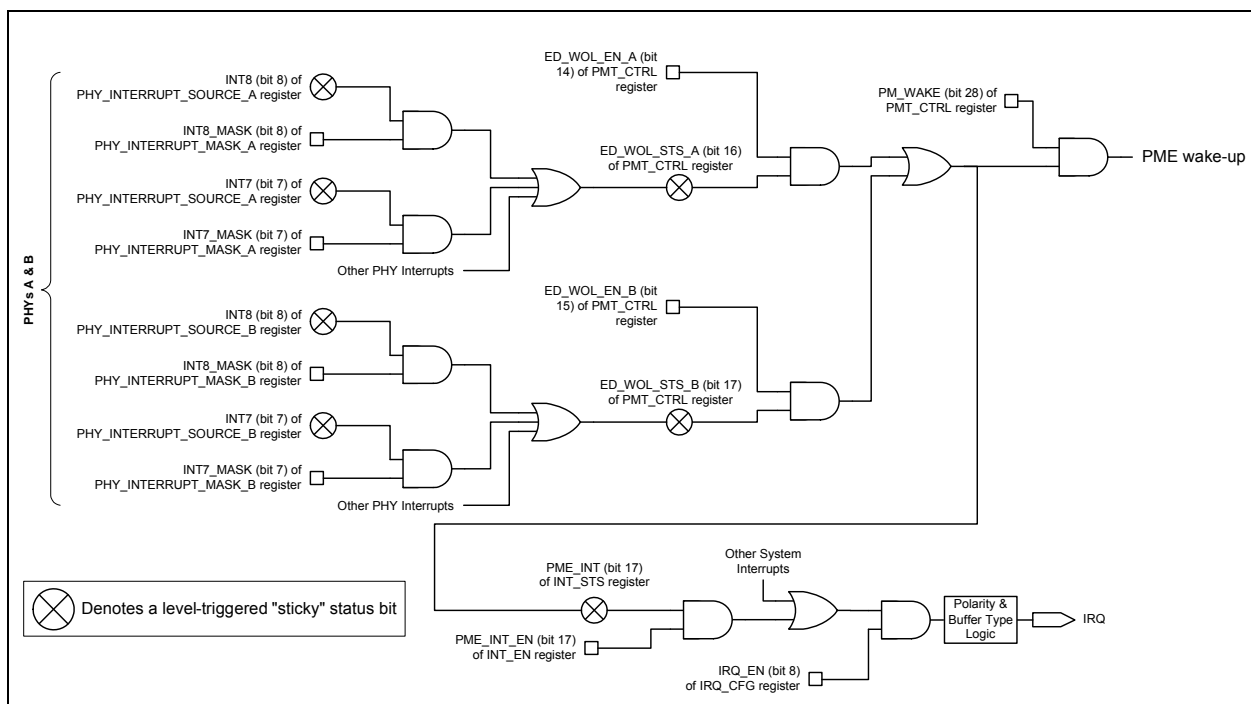 ED_WOL_EN_A (bit
14) of PMT_CTRL
register
INT8 (bit 8) of
PHY_INTERRUPT_SOURCE_A register
PM_WAKE (bit 28) of
PMT_CTRL register
INT8_MASK (bit 8) of
PHY_INTERRUPT_MASK_A register
ED_WOL_STS_A (bit 16)
of PMT_CTRL register
PME wake-up
INT7 (bit 7) of
PHY_INTERRUPT_SOURCE_A register
INT7_MASK (bit 7) of
PHY_INTERRUPT_MASK_A register
Other PHY Interrupts
PHYs A & B
ED_WOL_EN_B (bit
15) of PMT_CTRL
register
INT8 (bit 8) of
PHY_INTERRUPT_SOURCE_B register
INT8_MASK (bit 8) of
PHY_INTERRUPT_MASK_B register
ED_WOL_STS_B (bit 17)
of PMT_CTRL register
INT7 (bit 7) of
PHY_INTERRUPT_SOURCE_B register
INT7_MASK (bit 7) of
PHY_INTERRUPT_MASK_B register
Other PHY Interrupts
Other System
Interrupts
PME_INT (bit 17)
of INT_STS register
Denotes a level-triggered "sticky" status bit
Polarity &
Buffer Type
Logic
IRQ
PME_INT_EN (bit 17)
of INT_EN register
IRQ_EN (bit 8)
of IRQ_CFG register